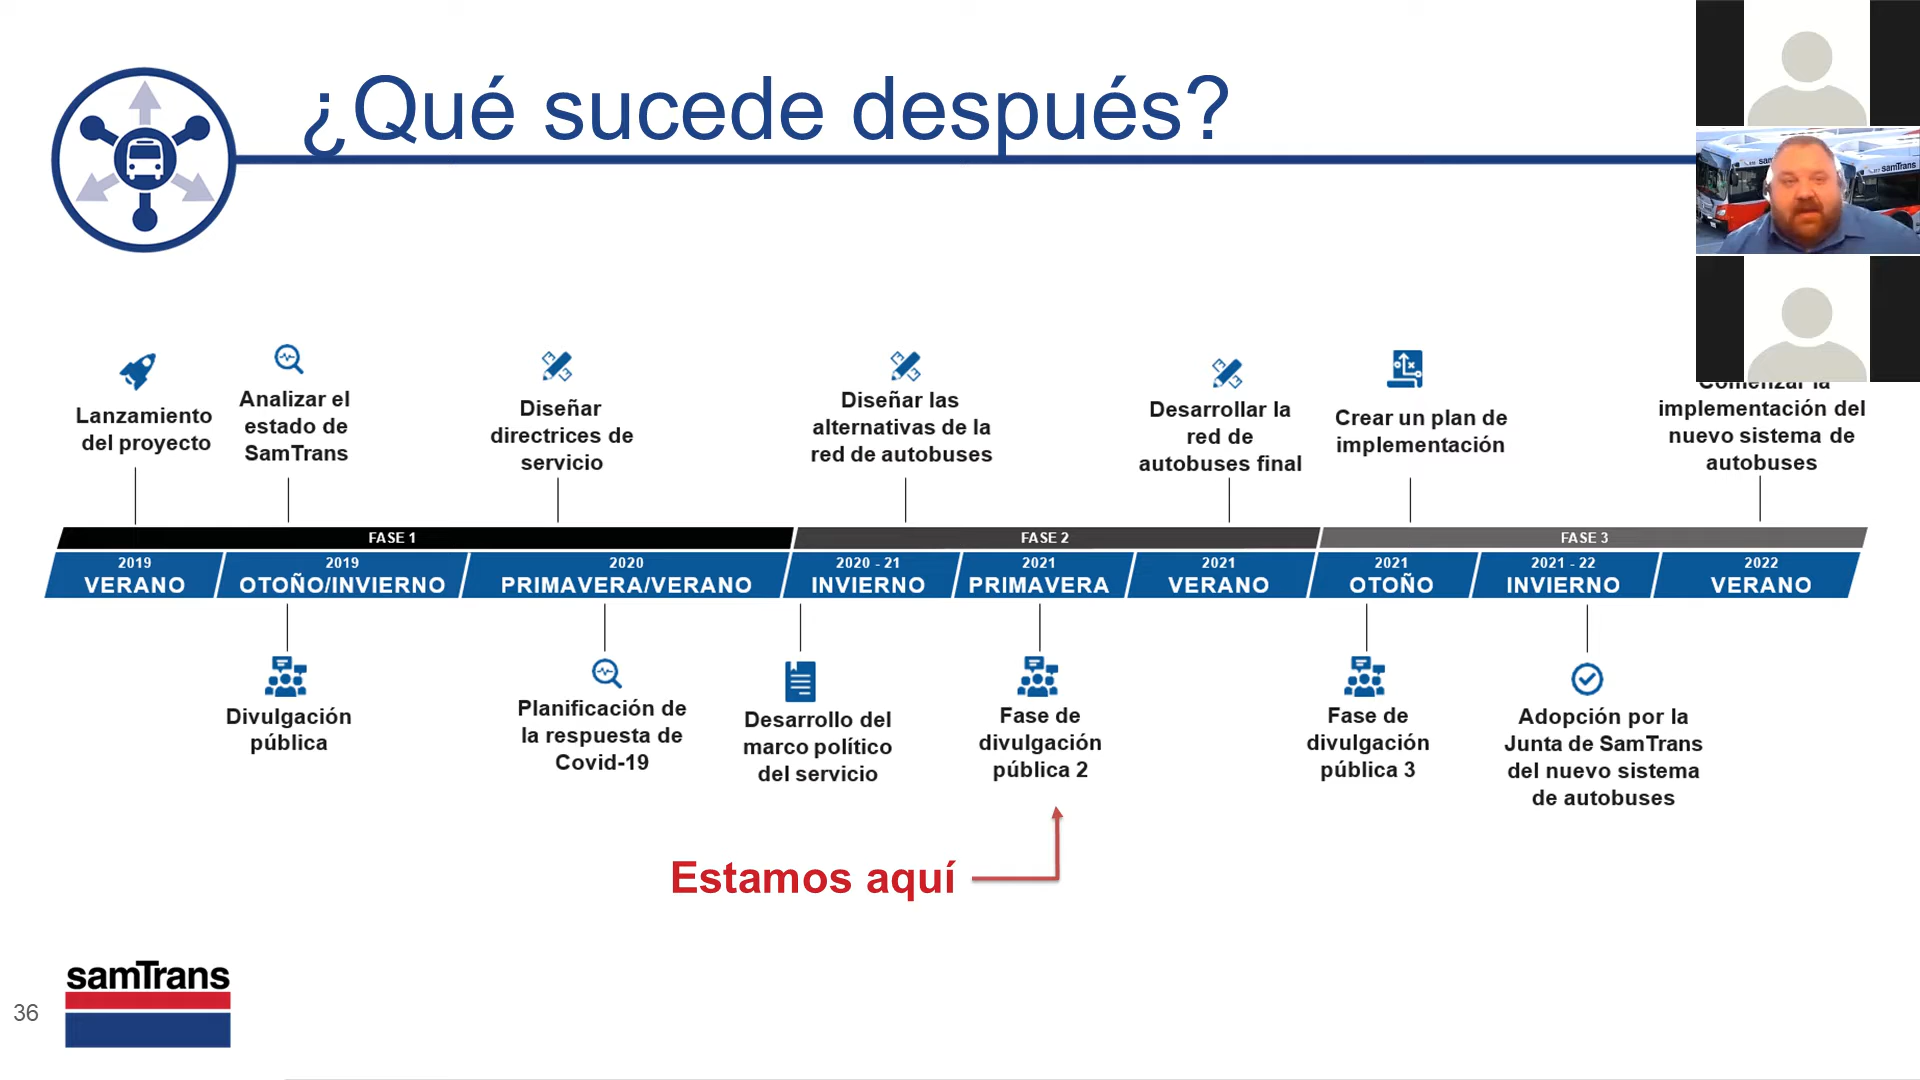 ¿Qué sucede después?
Lanzamiento
del proyecto
Analizar el
estado de
SamTrans
Diseñar
directrices de
servicio
Diseñar las
alternativas de la
red de autobuses
Desarrollar la
red de
autobuses final
Crear un plan de
implementación
Comenzar la
implementación del
nuevo sistema de
autobuses
FASE 1
FASE 2
FASE 3
2019
VERANO
2019
OTOÑO/INVIERNO
2020
PRIMAVERA/VERANO
2020 - 21
INVIERNO
2021
PRIMAVERA
2021
VERANO
2021
OTOÑO
2021 - 22
INVIERNO
2022
VERANO
Divulgación
pública
Planificación de
la respuesta de
Covid-19
Desarrollo del
marco político
del servicio
Fase de
divulgación
pública 2
Fase de
divulgación
pública 3
Adopción por la
Junta de SamTrans
del nuevo sistema
de autobuses
Estamos aquí
samTrans
36
samTrans